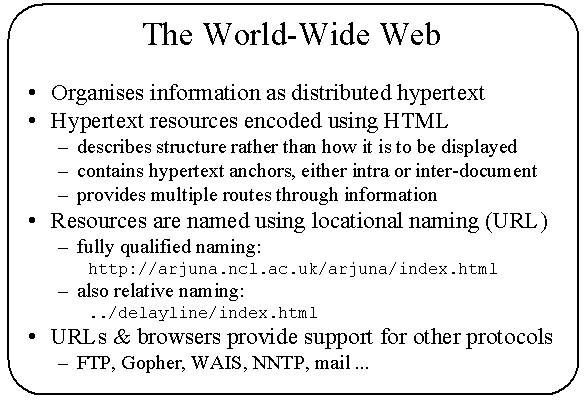 The World-Wide Web
• Organises information as distributed hypertext
• Hypertext resources encoded using HTML
– describes structure rather than how it is to be displayed
– contains hypertext anchors, either intra or inter-document
– provides multiple routes through information
• Resources are named using locational naming (URL)
– fully qualified naming:
http://arjuna.ncl.ac.uk/arjuna/index.html
– also relative naming:
../delayline/index.html
• URLs & browsers provide support for other protocols
– FTP, Gopher, WAIS, NNTP, mail ...